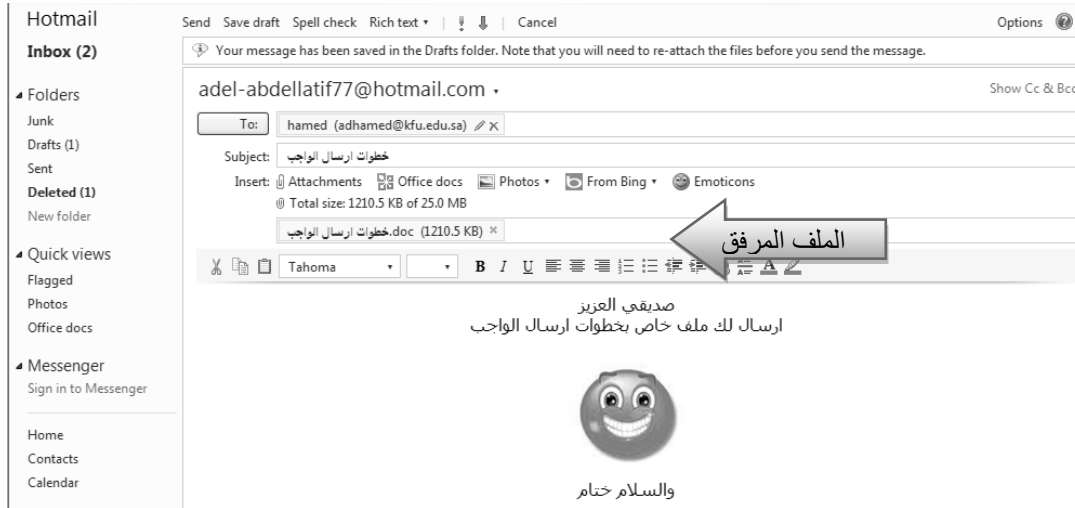 Hotmail
Inbox (2)
Folders
Junk
Drafts (1)
Sent
Deleted (1)
New folder
Quick views
Flagged
Photos
Office docs
Messenger
Sign in to Messenger
Home
Contacts
Calendar
Send Save draft Spell check Rich text Cancel Options
Your message has been saved in the Drafts folder. Note that you will need to re-attach the files before you send the message.
adel-abdellatif77@hotmail.com Show Cc & Bcc
To: hamed (adhamed@kfu.edu.sa)
Subject: خطوات ارسال الواجب
Insert: Attachments Office docs Photos From Bing Emoticons
Total size: 1210.5 KB of 25.0 MB
خطوات ارسال الواجب.doc (1210.5 KB)
الملف المرفق
Tahoma B I U
صديقي العزيز
ارسال لك ملف خاص بخطوات ارسال الواجب
والسلام ختام